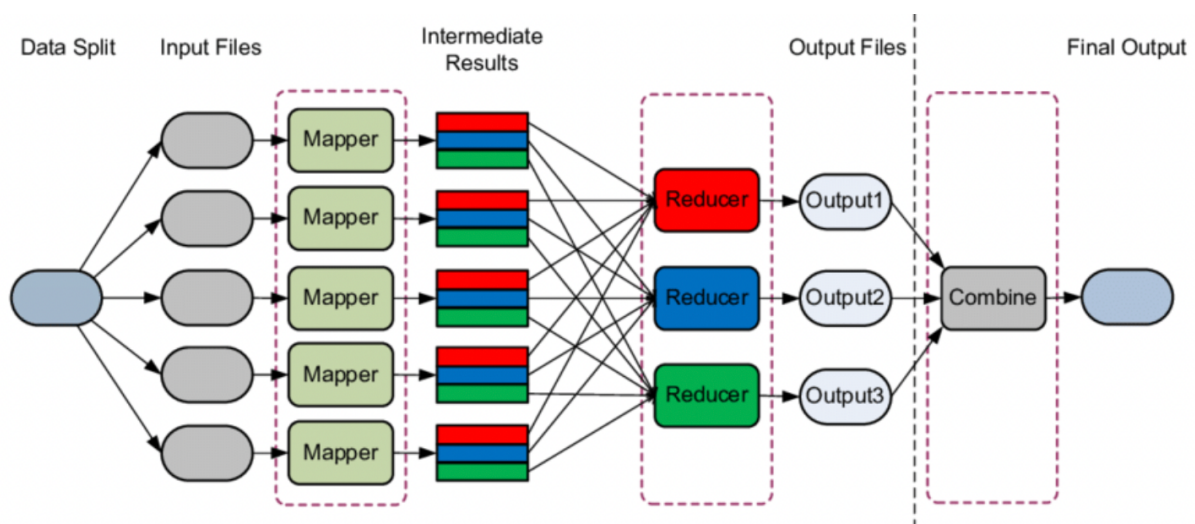 Data Split
Input Files
Intermediate
Results
Output Files
Final Output
Mapper
Mapper
Mapper
Mapper
Mapper
Reducer
Reducer
Reducer
Output1
Output2
Output3
Combine